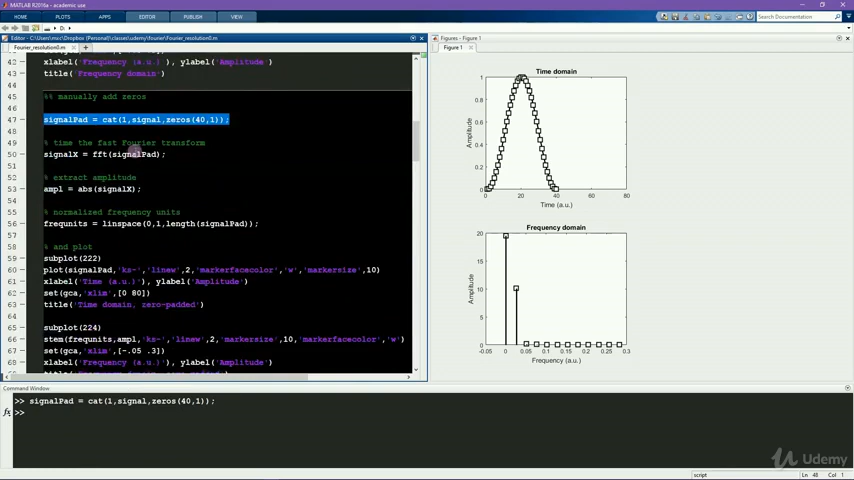 MATLAB R2016a - academic use
HOME PLOTS APPS EDITOR PUBLISH VIEW
Search Documentation
D:
Editor - C:\Users\mxc\Dropbox (Personal)\classes\udemy\fourier\Fourier_resolution0.m
Figures - Figure 1
Fourier_resolution0.m
Figure 1
42 xlabel('Frequency (a.u.)'), ylabel('Amplitude')
43 title('Frequency domain')
44
45 %% manually add zeros
46
47 signalPad = cat(1,signal,zeros(40,1));
48
49 % time the fast Fourier transform
50 signalX = fft(signalPad);
51
52 % extract amplitude
53 ampl = abs(signalX);
54
55 % normalized frequency units
56 frequnits = linspace(0,1,length(signalPad));
57
58 % and plot
59 subplot(222)
60 plot(signalPad,'ks-','linew',2,'markerfacecolor','w','markersize',10)
61 xlabel('Time (a.u.)'), ylabel('Amplitude')
62 set(gca,'xlim',[0 80])
63 title('Time domain, zero-padded')
64
65 subplot(224)
66 stem(frequnits,ampl,'ks-','linew',2,'markersize',10,'markerfacecolor','w')
67 set(gca,'xlim',[-.05 .3])
68 xlabel('Frequency (a.u.)'), ylabel('Amplitude')
Time domain
1
0.8
0.6
0.4
0.2
0
Amplitude
0 20 40 60 80
Time (a.u.)
Frequency domain
20
15
10
5
0
Amplitude
-0.05 0 0.05 0.1 0.15 0.2 0.25 0.3
Frequency (a.u.)
Command Window
>> signalPad = cat(1,signal,zeros(40,1));
fx >>
Udemy
script
Ln 48 Col 1